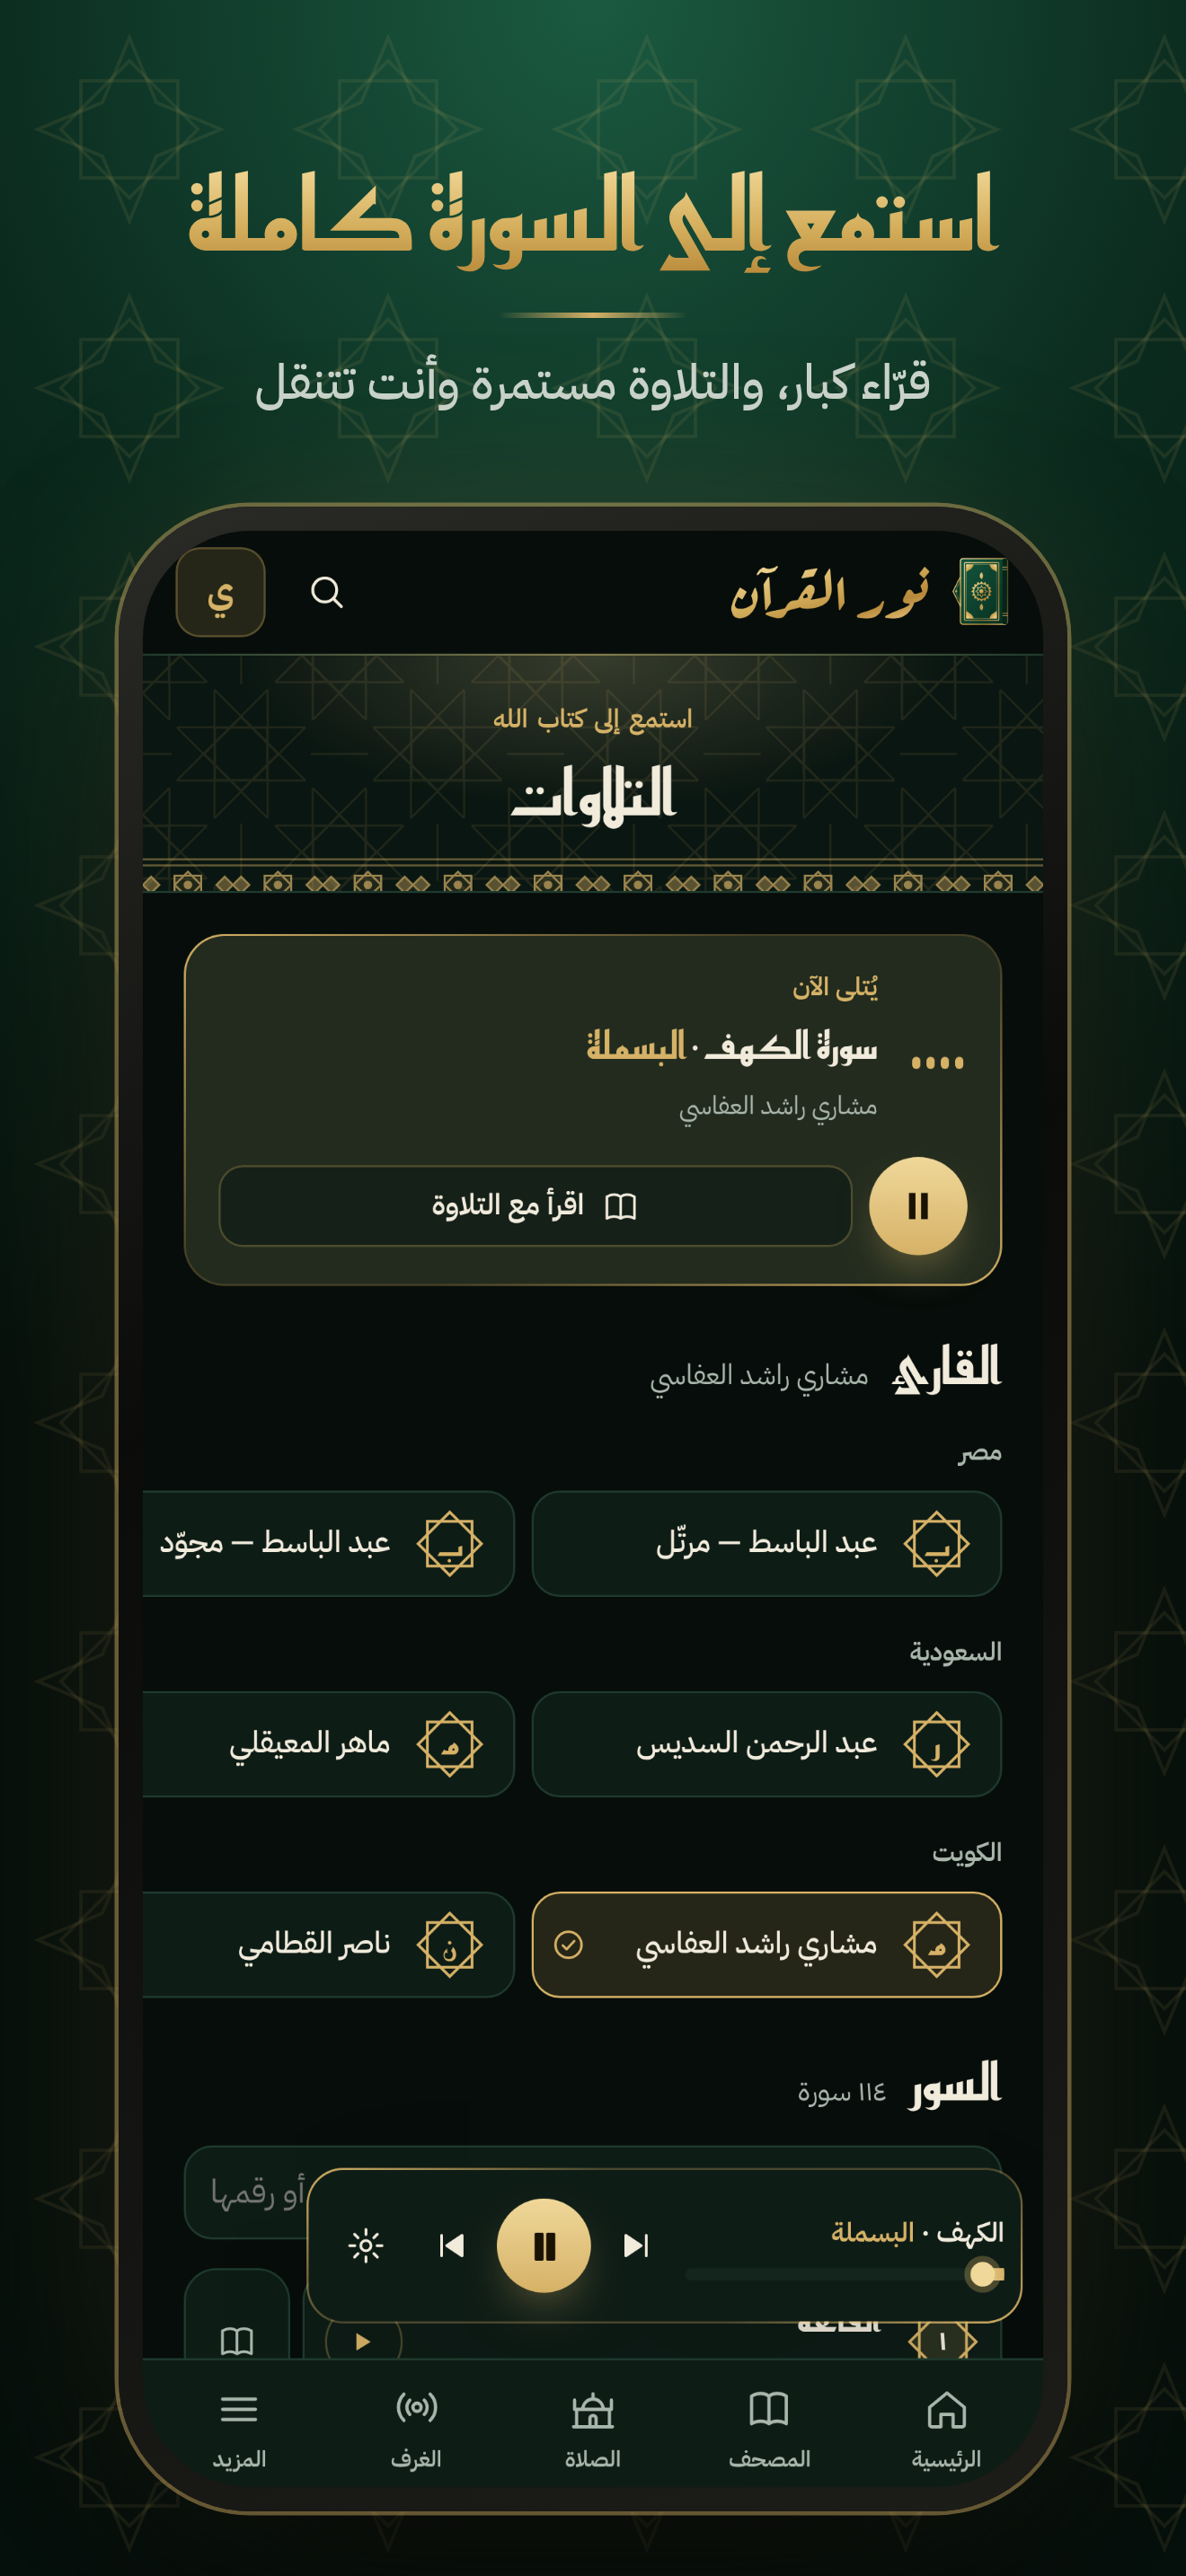 استمع إلى السورة كاملة
قرّاء كبار، والتلاوة مستمرة وأنت تتنقل
نور القرآن
ي
استمع إلى كتاب الله
التلاوات
يُتلى الآن
سورة الكهف · البسملة
مشاري راشد العفاسي
اقرأ مع التلاوة
القارئ مشاري راشد العفاسي
مصر
ب عبد الباسط — مرتّل
ب عبد الباسط — مجوّد
السعودية
ر عبد الرحمن السديس
م ماهر المعيقلي
الكويت
م مشاري راشد العفاسي
ن ناصر القطامي
السور ١١٤ سورة
أو رقمها
الكهف · البسملة
١
الرئيسية
المصحف
الصلاة
الغرف
المزيد